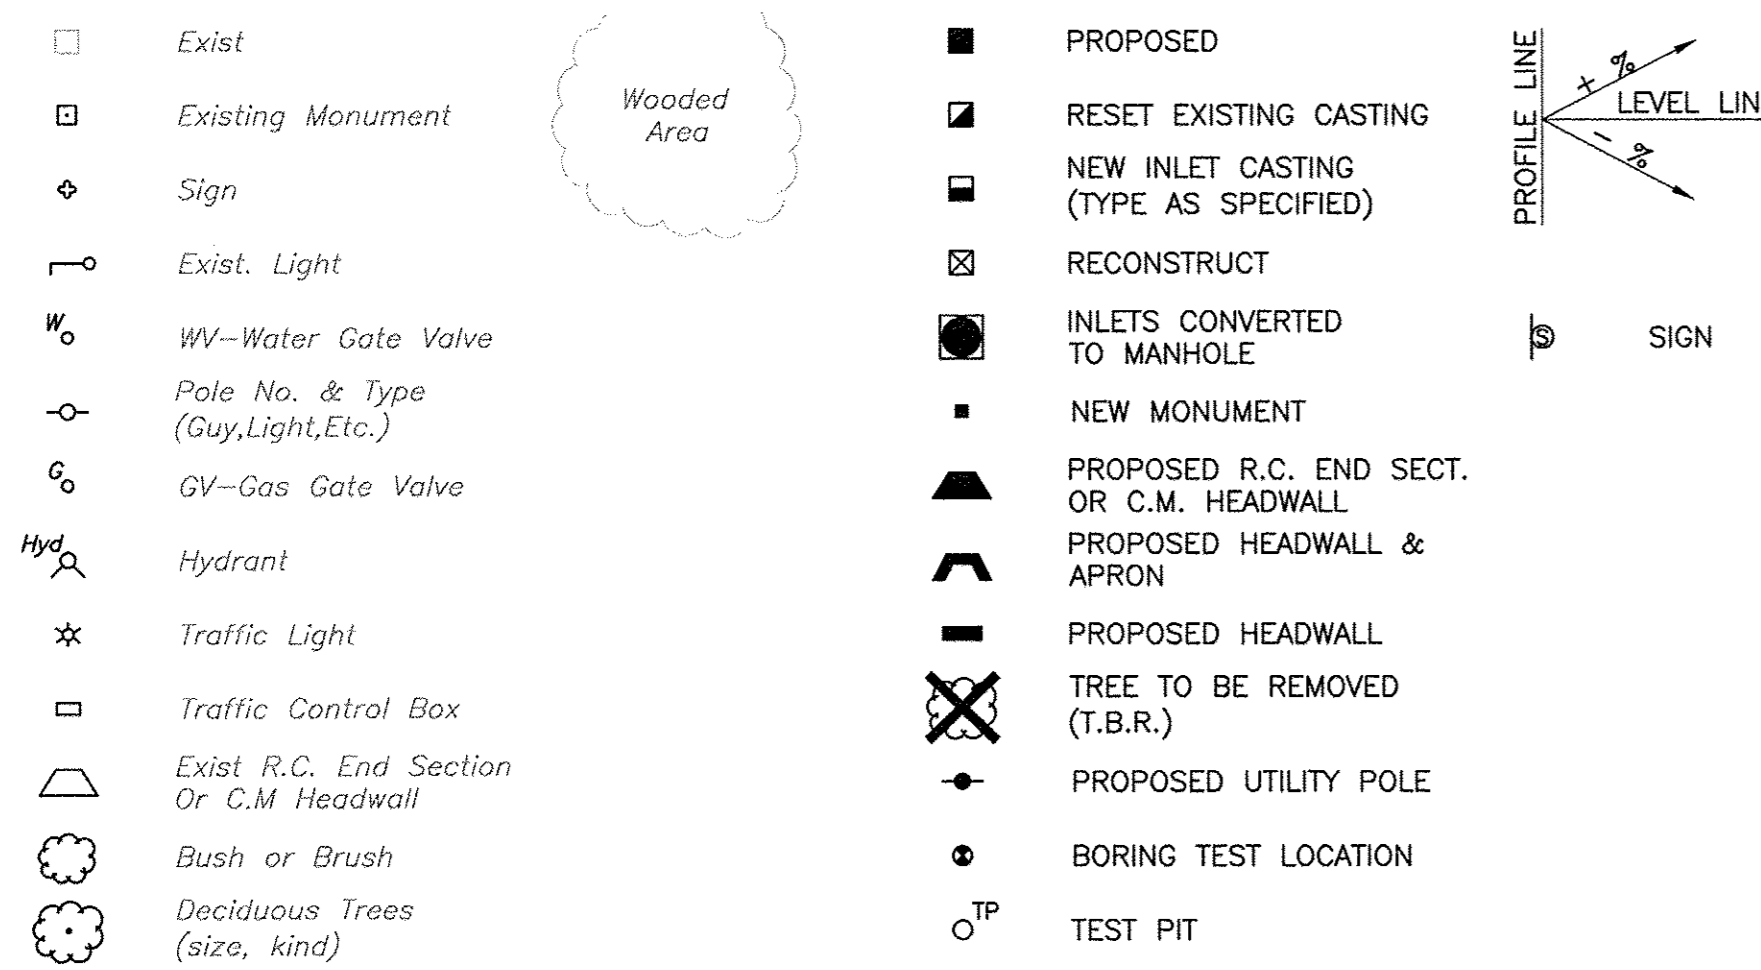 Exist
Existing Monument
Sign
Exist. Light
W
WV-Water Gate Valve
Pole No. & Type
(Guy,Light,Etc.)
G
GV-Gas Gate Valve
Hyd
Hydrant
Traffic Light
Traffic Control Box
Exist R.C. End Section
Or C.M Headwall
Bush or Brush
Deciduous Trees
(size, kind)
Wooded
Area
PROPOSED
RESET EXISTING CASTING
NEW INLET CASTING
(TYPE AS SPECIFIED)
RECONSTRUCT
INLETS CONVERTED
TO MANHOLE
NEW MONUMENT
PROPOSED R.C. END SECT.
OR C.M. HEADWALL
PROPOSED HEADWALL &
APRON
PROPOSED HEADWALL
TREE TO BE REMOVED
(T.B.R.)
PROPOSED UTILITY POLE
BORING TEST LOCATION
TP
TEST PIT
PROFILE LINE
+ %
LEVEL LIN
- %
S
SIGN